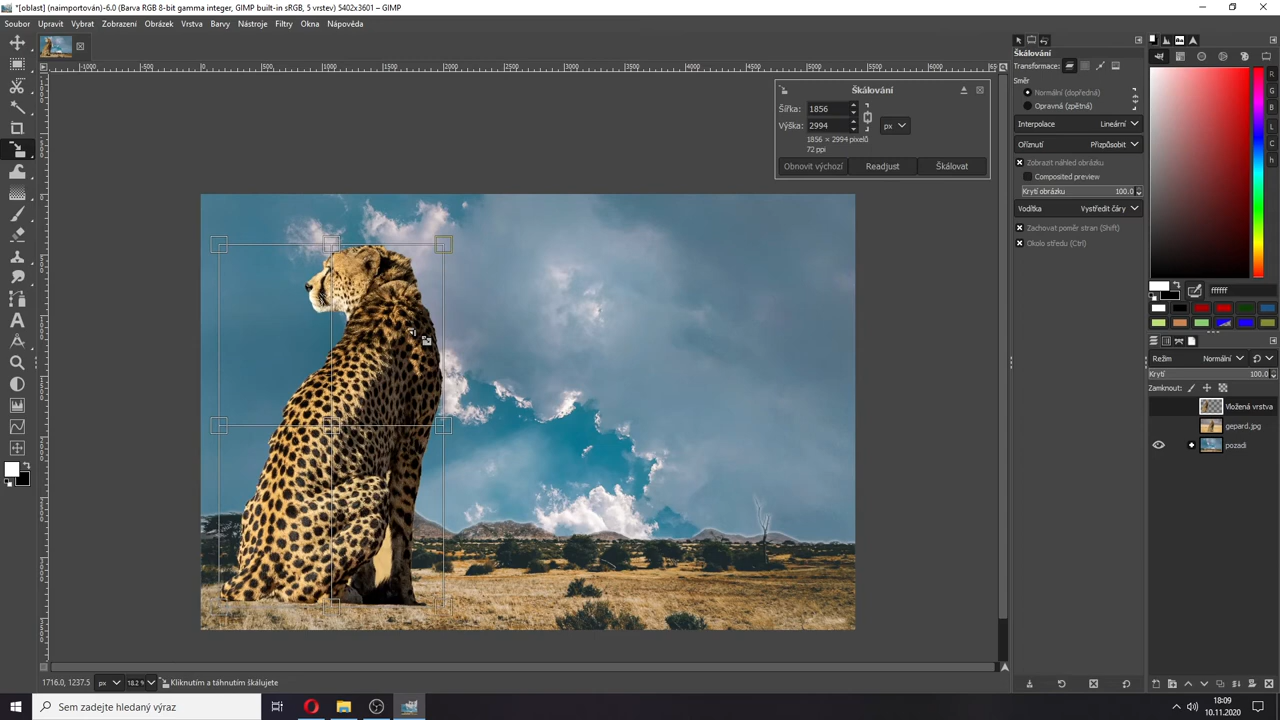 *[oblast] (naimportován)-6.0 (Barva RGB 8-bit gamma integer, GIMP built-in sRGB, 5 vrstev) 5402x3601 – GIMP
Soubor Upravit Vybrat Zobrazení Obrázek Vrstva Barvy Nástroje Filtry Okna Nápověda
Škálování
Šířka: 1856
Výška: 2994
px
1856 × 2994 pixelů
72 ppi
Obnovit výchozí Readjust Škálovat
Škálování
Transformace:
Směr
Normální (dopředná)
Opravná (zpětná)
Interpolace Lineární
Oříznutí Přizpůsobit
Zobrazit náhled obrázku
Composited preview
Krytí obrázku 100.0
Vodítka Vystředit čáry
Zachovat poměr stran (Shift)
Okolo středu (Ctrl)
R
G
B
L
C
h
ffffff
Režim Normální
Krytí 100.0
Zamknout:
Vložená vrstva
gepard.jpg
pozadi
1716.0, 1237.5 px 18.2 % Kliknutím a táhnutím škálujete
Sem zadejte hledaný výraz
18:09
10.11.2020